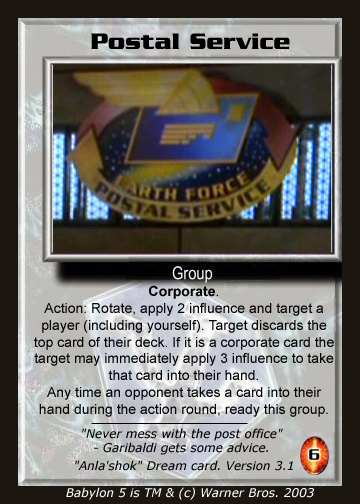 Postal Service
EARTH FORCE
POSTAL SERVICE
Group
Corporate.
Action: Rotate, apply 2 influence and target a
player (including yourself). Target discards the
top card of their deck. If it is a corporate card the
target may immediately apply 3 influence to take
that card into their hand.
Any time an opponent takes a card into their
hand during the action round, ready this group.
"Never mess with the post office"
- Garibaldi gets some advice.
"Anla'shok" Dream card. Version 3.1
6
Babylon 5 is TM & (c) Warner Bros. 2003